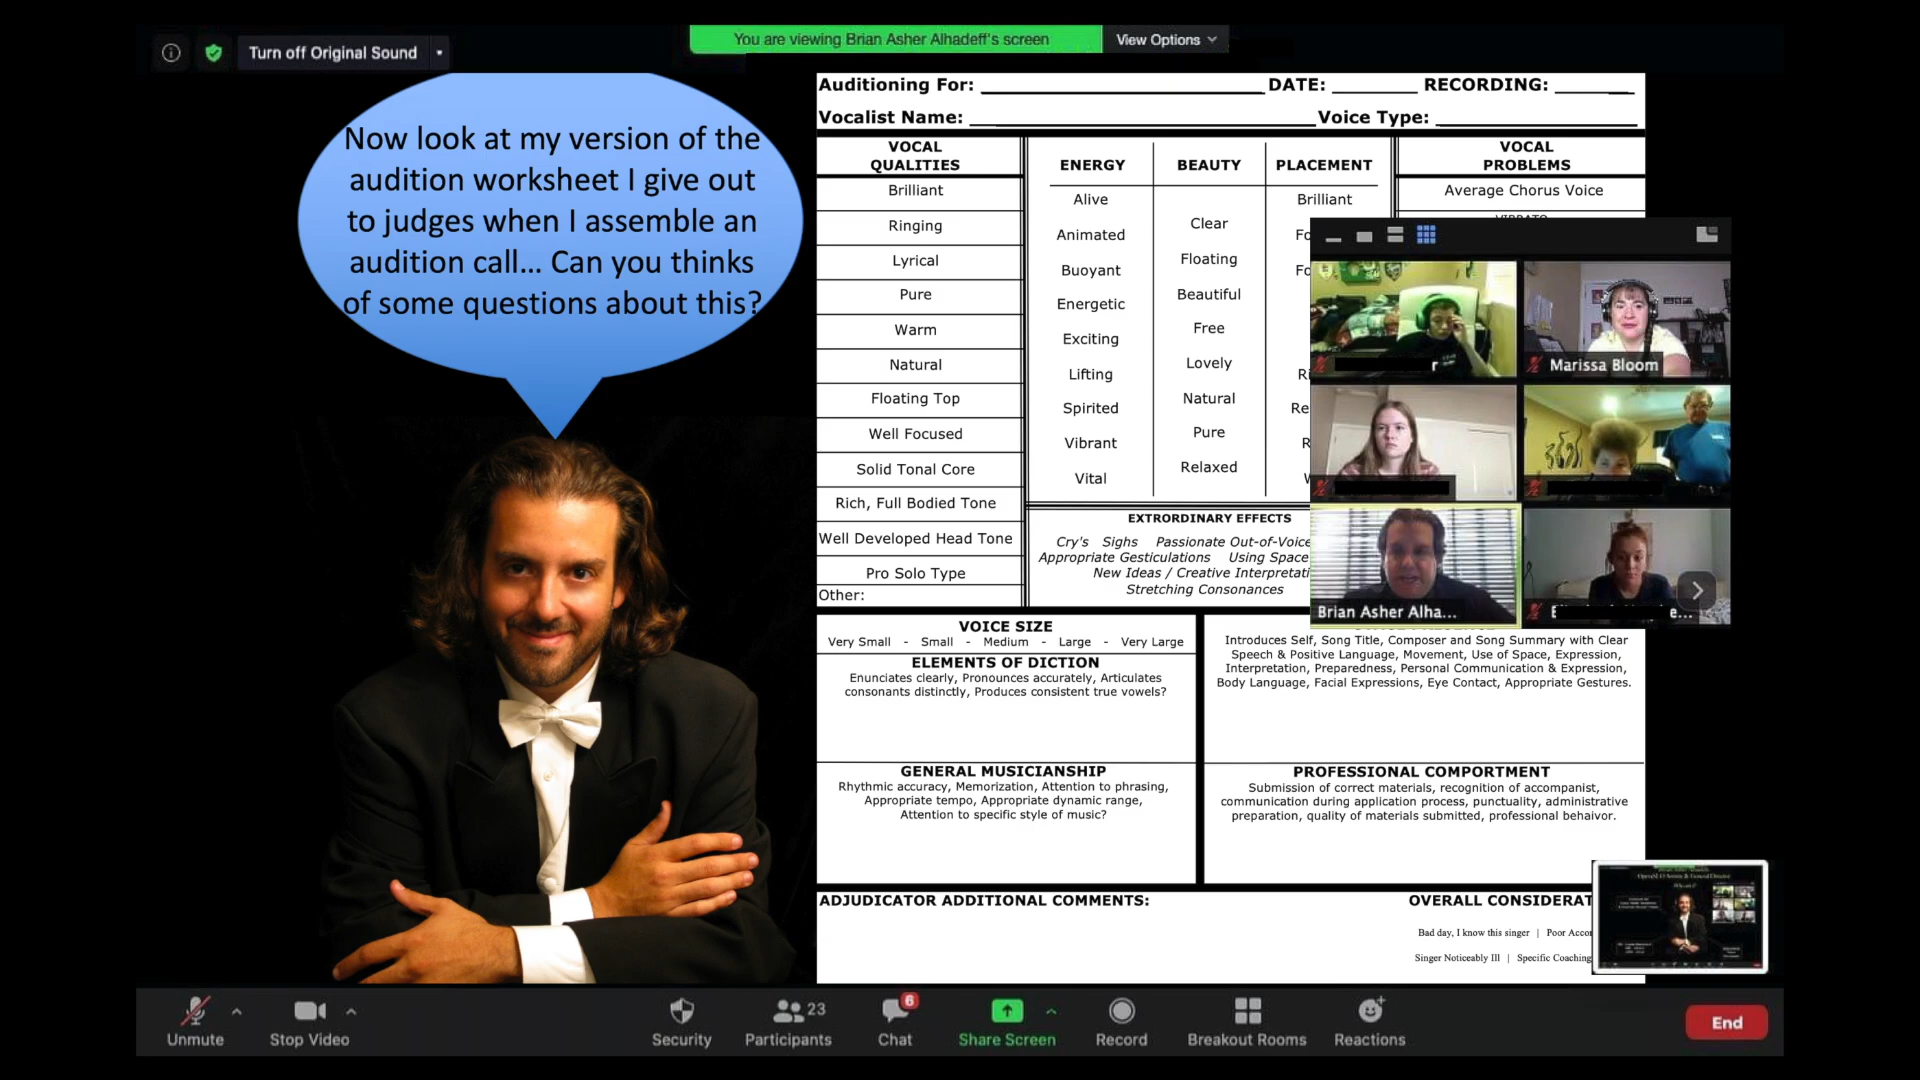 Turn off Original Sound
You are viewing Brian Asher Alhadeff's screen
View Options
Now look at my version of the
audition worksheet I give out
to judges when I assemble an
audition call... Can you thinks
of some questions about this?
Auditioning For: DATE: RECORDING:
Vocalist Name: Voice Type:
VOCAL
QUALITIES
Brilliant
Ringing
Lyrical
Pure
Warm
Natural
Floating Top
Well Focused
Solid Tonal Core
Rich, Full Bodied Tone
Well Developed Head Tone
Pro Solo Type
Other:
ENERGY
Alive
Animated
Buoyant
Energetic
Exciting
Lifting
Spirited
Vibrant
Vital
BEAUTY
Clear
Floating
Beautiful
Free
Lovely
Natural
Pure
Relaxed
PLACEMENT
Brilliant
VOCAL
PROBLEMS
Average Chorus Voice
EXTRORDINARY EFFECTS
Cry's Sighs Passionate Out-of-Voice
Appropriate Gesticulations Using Space
New Ideas / Creative Interpretati
Stretching Consonances
Marissa Bloom
Brian Asher Alha...
VOICE SIZE
Very Small - Small - Medium - Large - Very Large
ELEMENTS OF DICTION
Enunciates clearly, Pronounces accurately, Articulates
consonants distinctly, Produces consistent true vowels?
Introduces Self, Song Title, Composer and Song Summary with Clear
Speech & Positive Language, Movement, Use of Space, Expression,
Interpretation, Preparedness, Personal Communication & Expression,
Body Language, Facial Expressions, Eye Contact, Appropriate Gestures.
GENERAL MUSICIANSHIP
Rhythmic accuracy, Memorization, Attention to phrasing,
Appropriate tempo, Appropriate dynamic range,
Attention to specific style of music?
PROFESSIONAL COMPORTMENT
Submission of correct materials, recognition of accompanist,
communication during application process, punctuality, administrative
preparation, quality of materials submitted, professional behaivor.
ADJUDICATOR ADDITIONAL COMMENTS:
OVERALL CONSIDERAT
Bad day, I know this singer | Poor Accor
Singer Noticeably Ill | Specific Coaching
Unmute
Stop Video
Security
23
Participants
6
Chat
Share Screen
Record
Breakout Rooms
Reactions
End